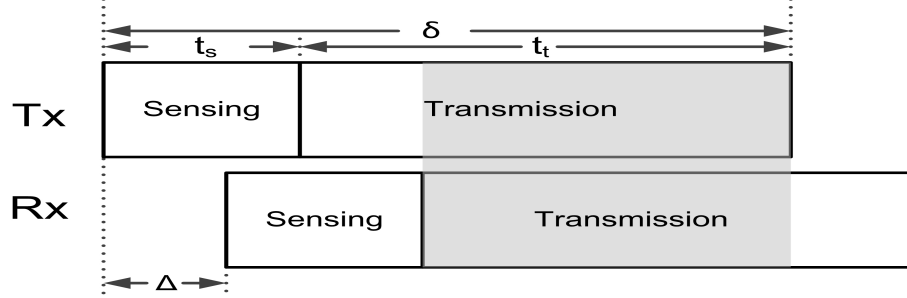 δ
t_s t_t
Tx Sensing Transmission
Rx Sensing Transmission
Δ